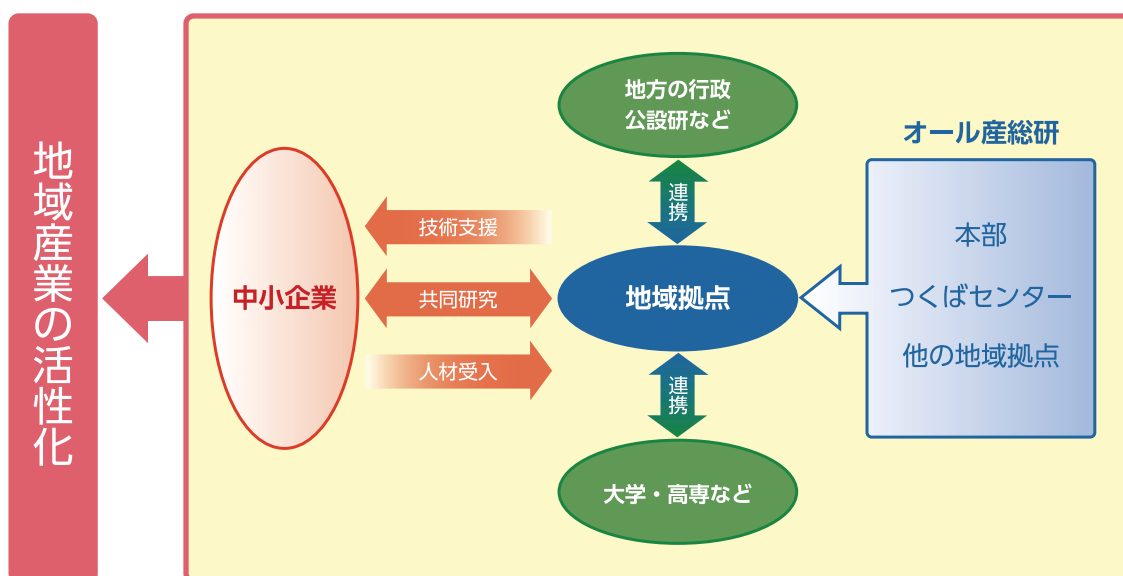 地域産業の活性化
中小企業
技術支援
共同研究
人材受入
地方の行政
公設研など
連携
地域拠点
連携
大学・高専など
オール産総研
本部
つくばセンター
他の地域拠点